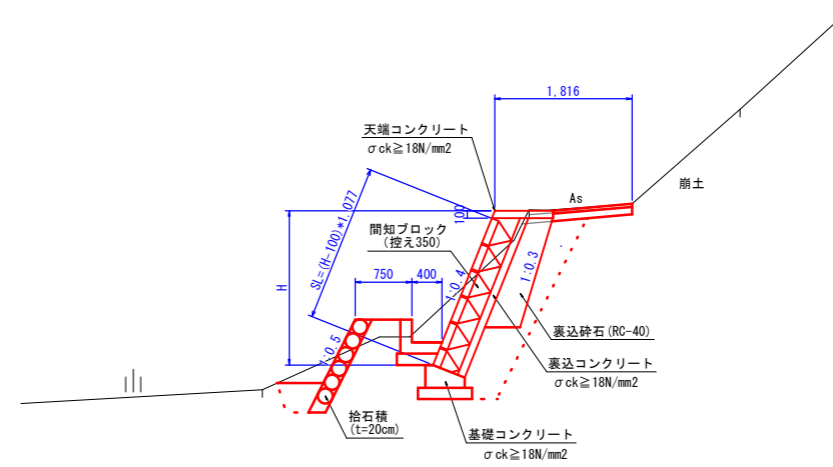 1,816
天端コンクリート
σck≧18N/mm2
崩土
As
100
SL=(H-100)*1.077
間知ブロック
(控え350)
H
750
400
1:0.4
1:0.3
1:0.5
裏込砕石(RC-40)
裏込コンクリート
σck≧18N/mm2
拾石積
(t=20cm)
基礎コンクリート
σck≧18N/mm2